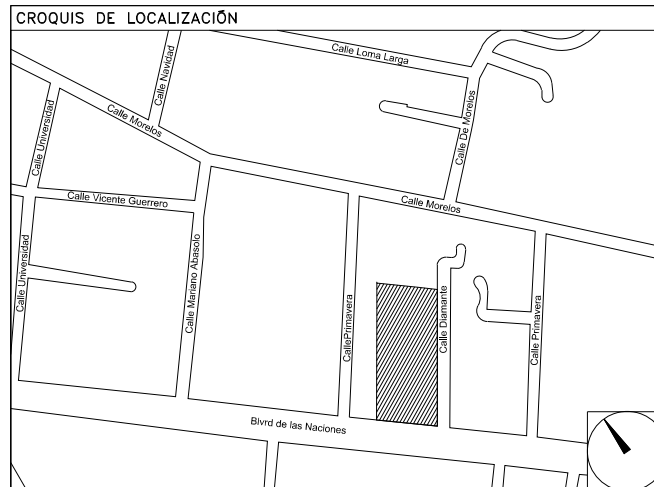 CROQUIS DE LOCALIZACIÓN
Calle Loma Larga
Calle Navidad
Calle Morelos
Calle De Morelos
Calle Universidad
Calle Vicente Guerrero
Calle Morelos
Calle Universidad
Calle Mariano Abasolo
CallePrimavera
Calle Diamante
Calle Primavera
Blvrd de las Naciones